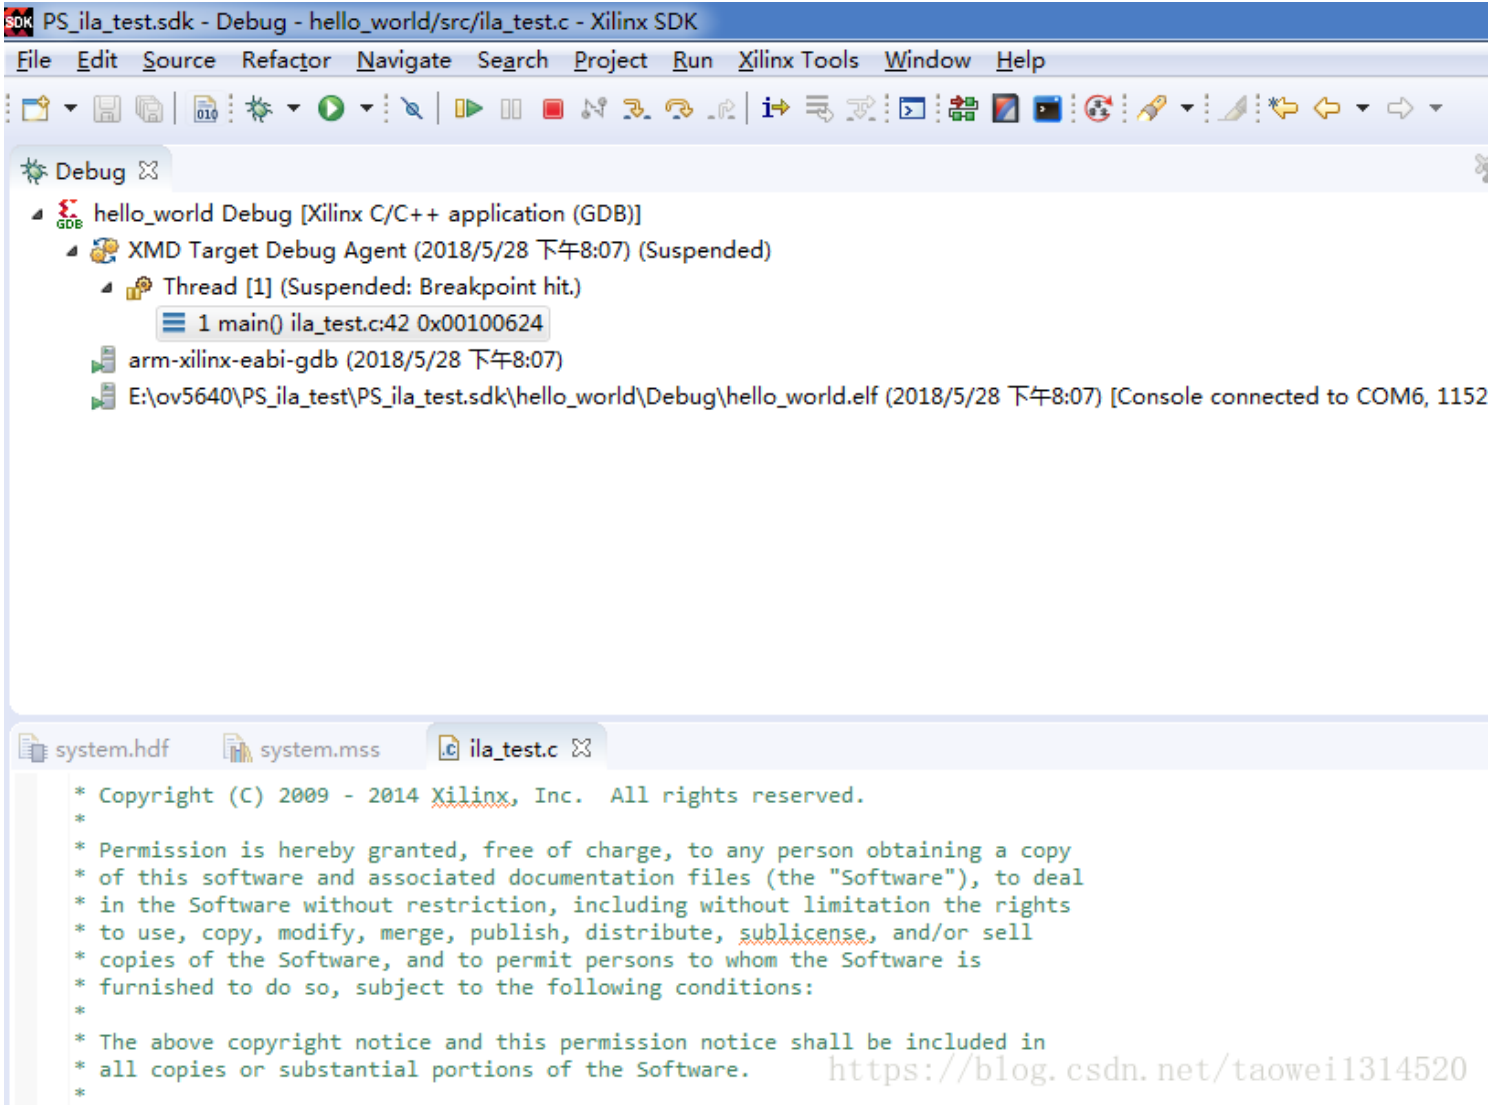 SDK PS_ila_test.sdk - Debug - hello_world/src/ila_test.c - Xilinx SDK
File Edit Source Refactor Navigate Search Project Run Xilinx Tools Window Help
010
Debug
hello_world Debug [Xilinx C/C++ application (GDB)]
GDB
XMD Target Debug Agent (2018/5/28 下午8:07) (Suspended)
Thread [1] (Suspended: Breakpoint hit.)
1 main() ila_test.c:42 0x00100624
arm-xilinx-eabi-gdb (2018/5/28 下午8:07)
E:\ov5640\PS_ila_test\PS_ila_test.sdk\hello_world\Debug\hello_world.elf (2018/5/28 下午8:07) [Console connected to COM6, 1152
system.hdf system.mss .c ila_test.c
* Copyright (C) 2009 - 2014 Xilinx, Inc.  All rights reserved.
*
* Permission is hereby granted, free of charge, to any person obtaining a copy
* of this software and associated documentation files (the "Software"), to deal
* in the Software without restriction, including without limitation the rights
* to use, copy, modify, merge, publish, distribute, sublicense, and/or sell
* copies of the Software, and to permit persons to whom the Software is
* furnished to do so, subject to the following conditions:
*
* The above copyright notice and this permission notice shall be included in
* all copies or substantial portions of the Software.
*
https://blog.csdn.net/taowei1314520